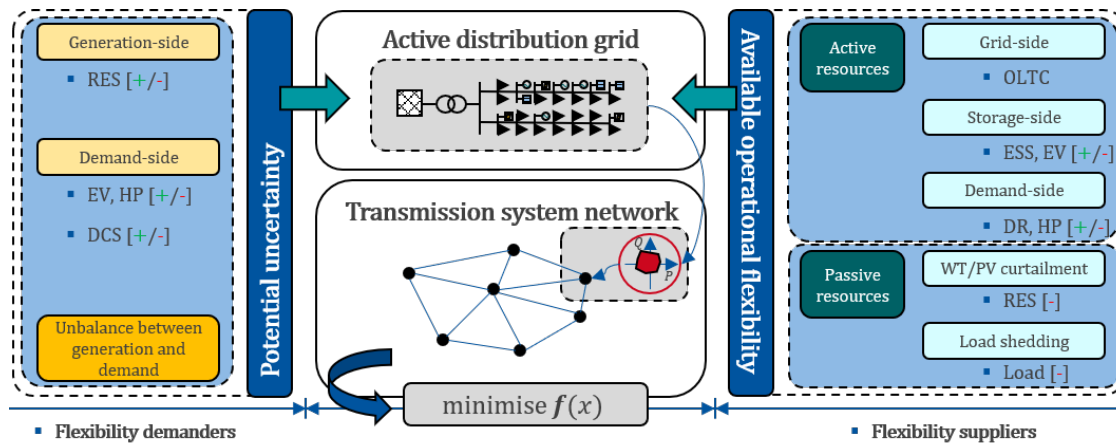 Generation-side
RES [+/-]
Demand-side
EV, HP [+/-]
DCS [+/-]
Unbalance between
generation and
demand
Potential uncertainty
Active distribution grid
Transmission system network
Q
P
minimise f(x)
Available operational flexibility
Active
resources
Grid-side
OLTC
Storage-side
ESS, EV [+/-]
Demand-side
DR, HP [+/-]
Passive
resources
WT/PV curtailment
RES [-]
Load shedding
Load [-]
Flexibility demanders
Flexibility suppliers